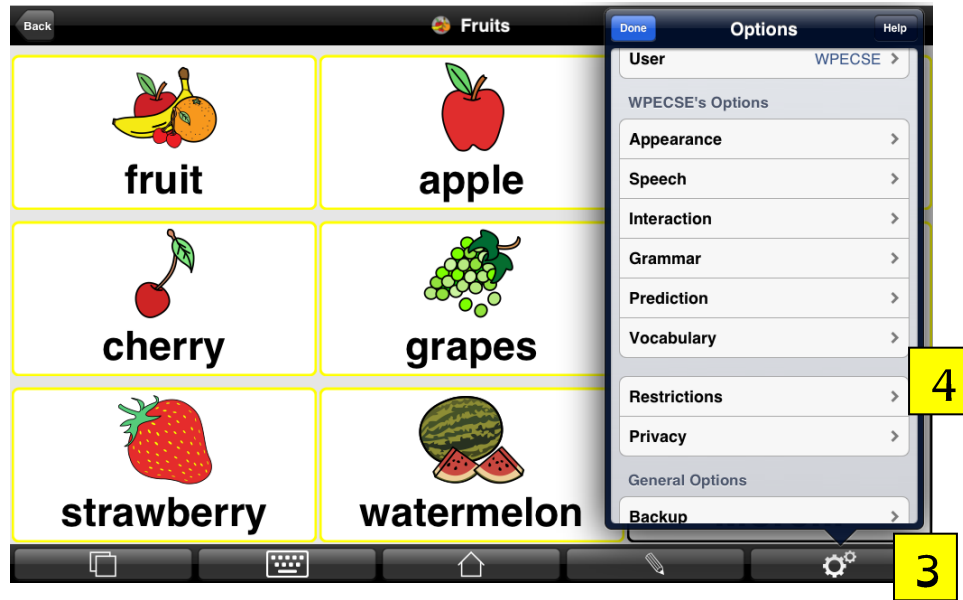 Back
Fruits
Done
Options
Help
User WPECSE
WPECSE's Options
Appearance
Speech
Interaction
Grammar
Prediction
Vocabulary
Restrictions
Privacy
General Options
Backup
fruit apple
cherry grapes
strawberry watermelon
4
3